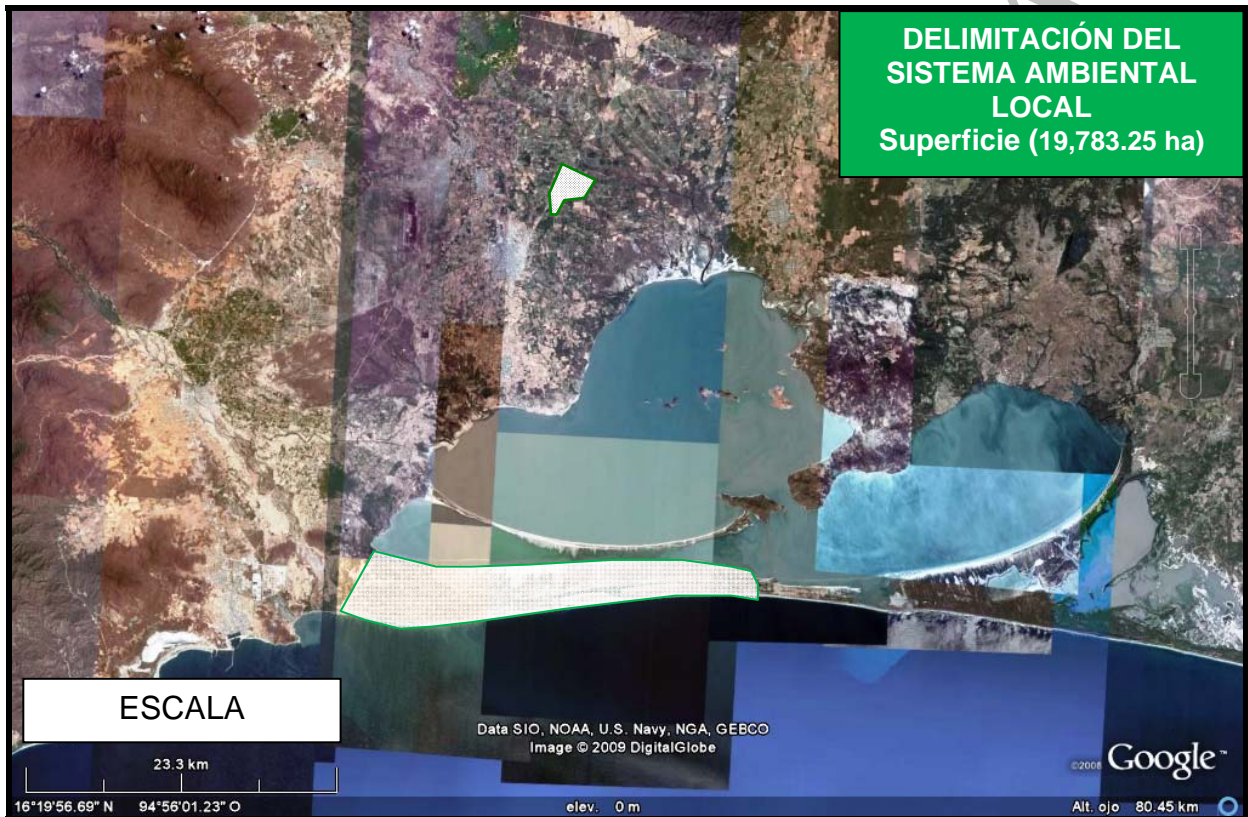 DELIMITACIÓN DEL
SISTEMA AMBIENTAL
LOCAL
Superficie (19,783.25 ha)
ESCALA
23.3 km
Data SIO, NOAA, U.S. Navy, NGA, GEBCO
Image © 2009 DigitalGlobe
©2008 Google™
16°19'56.69" N 94°56'01.23" O elev. 0 m Alt. ojo 80.45 km